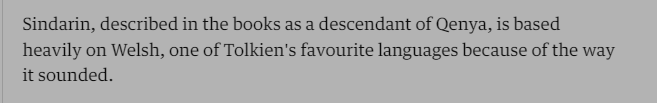 Sindarin, described in the books as a descendant of Qenya, is based
heavily on Welsh, one of Tolkien's favourite languages because of the way
it sounded.